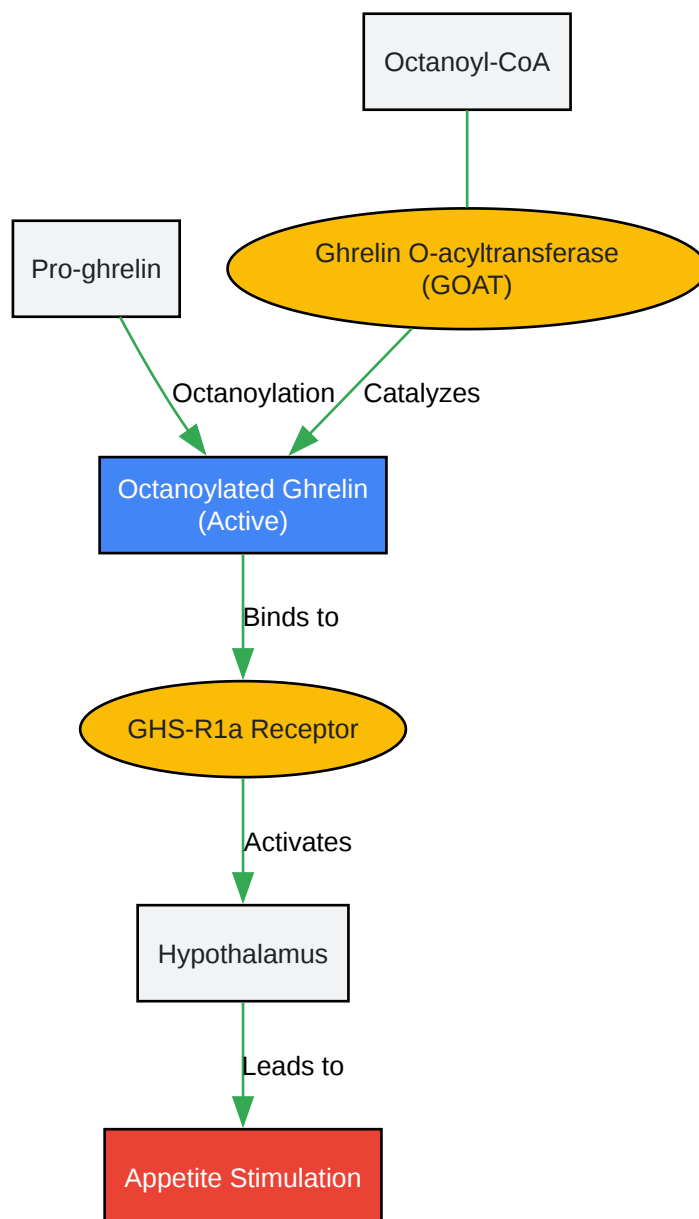 Octanoyl-CoA
Ghrelin O-acyltransferase
(GOAT)
Pro-ghrelin
Octanoylation
Catalyzes
Octanoylated Ghrelin
(Active)
Binds to
GHS-R1a Receptor
Activates
Hypothalamus
Leads to
Appetite Stimulation